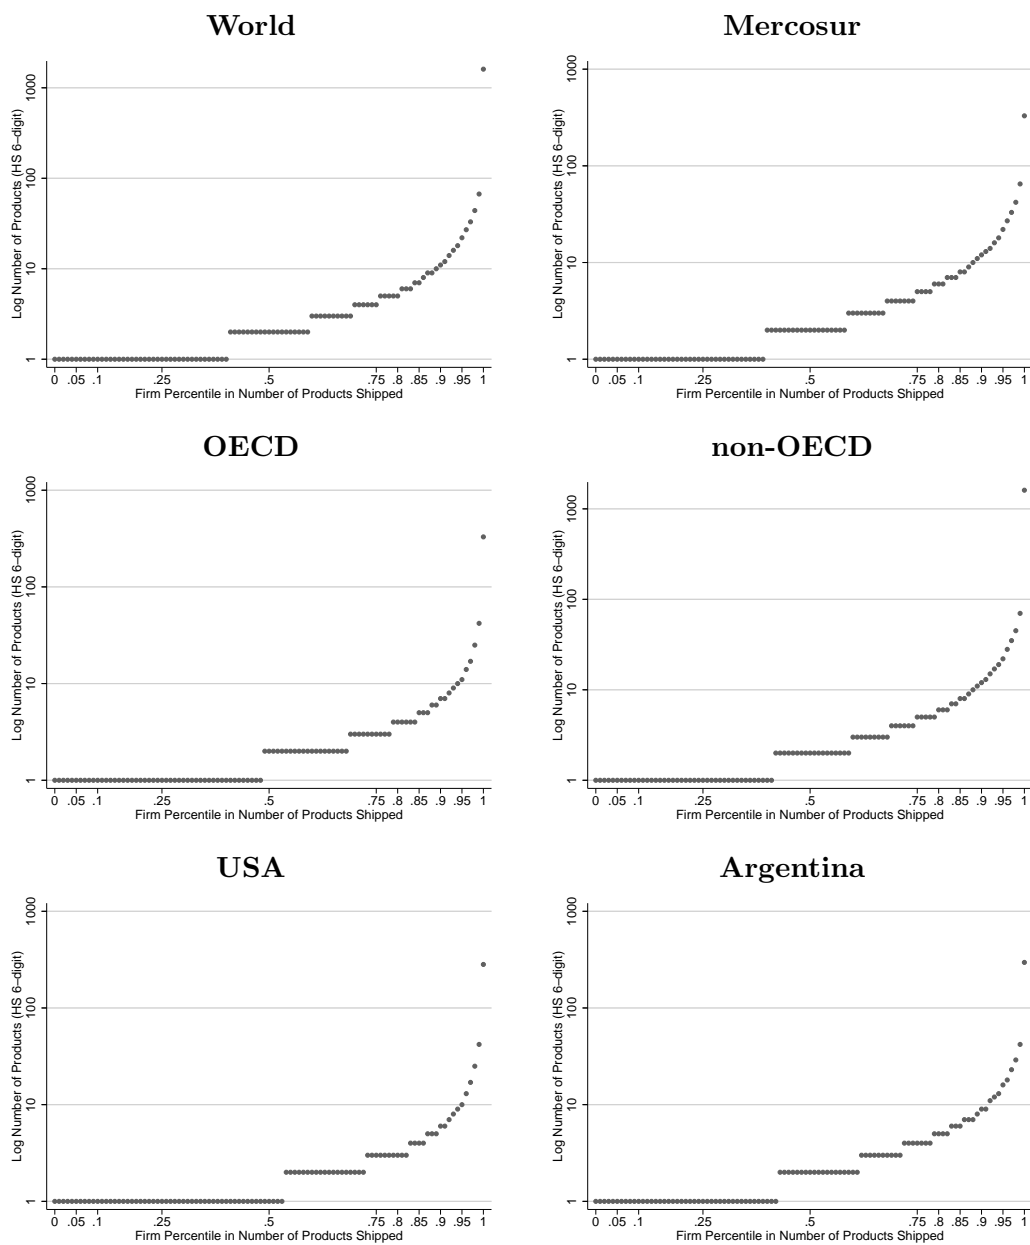 World
Log Number of Products (HS 6−digit)
1000
100
10
1
0 .05 .1 .25 .5 .75 .8 .85 .9 .95 1
Firm Percentile in Number of Products Shipped
Mercosur
Log Number of Products (HS 6−digit)
1000
100
10
1
0 .05 .1 .25 .5 .75 .8 .85 .9 .95 1
Firm Percentile in Number of Products Shipped
OECD
Log Number of Products (HS 6−digit)
1000
100
10
1
0 .05 .1 .25 .5 .75 .8 .85 .9 .95 1
Firm Percentile in Number of Products Shipped
non-OECD
Log Number of Products (HS 6−digit)
1000
100
10
1
0 .05 .1 .25 .5 .75 .8 .85 .9 .95 1
Firm Percentile in Number of Products Shipped
USA
Log Number of Products (HS 6−digit)
1000
100
10
1
0 .05 .1 .25 .5 .75 .8 .85 .9 .95 1
Firm Percentile in Number of Products Shipped
Argentina
Log Number of Products (HS 6−digit)
1000
100
10
1
0 .05 .1 .25 .5 .75 .8 .85 .9 .95 1
Firm Percentile in Number of Products Shipped